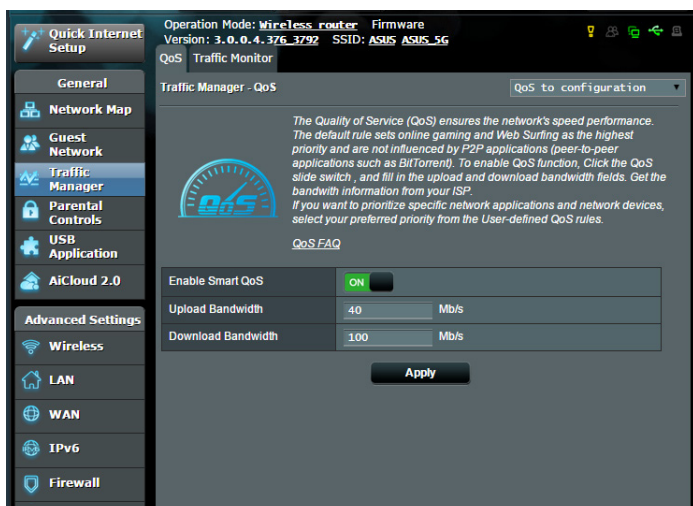 Quick Internet
Setup
Operation Mode: Wireless router Firmware
Version: 3.0.0.4.376_3792 SSID: ASUS ASUS_5G
QoS Traffic Monitor
General
Network Map
Guest
Network
Traffic
Manager
Parental
Controls
USB
Application
AiCloud 2.0
Advanced Settings
Wireless
LAN
WAN
IPv6
Firewall
Traffic Manager - QoS
QoS to configuration
The Quality of Service (QoS) ensures the network's speed performance.
The default rule sets online gaming and Web Surfing as the highest
priority and are not influenced by P2P applications (peer-to-peer
applications such as BitTorrent). To enable QoS function, Click the QoS
slide switch , and fill in the upload and download bandwidth fields. Get the
bandwith information from your ISP.
If you want to prioritize specific network applications and network devices,
select your preferred priority from the User-defined QoS rules.
QoS
QoS FAQ
Enable Smart QoS ON
Upload Bandwidth 40 Mb/s
Download Bandwidth 100 Mb/s
Apply